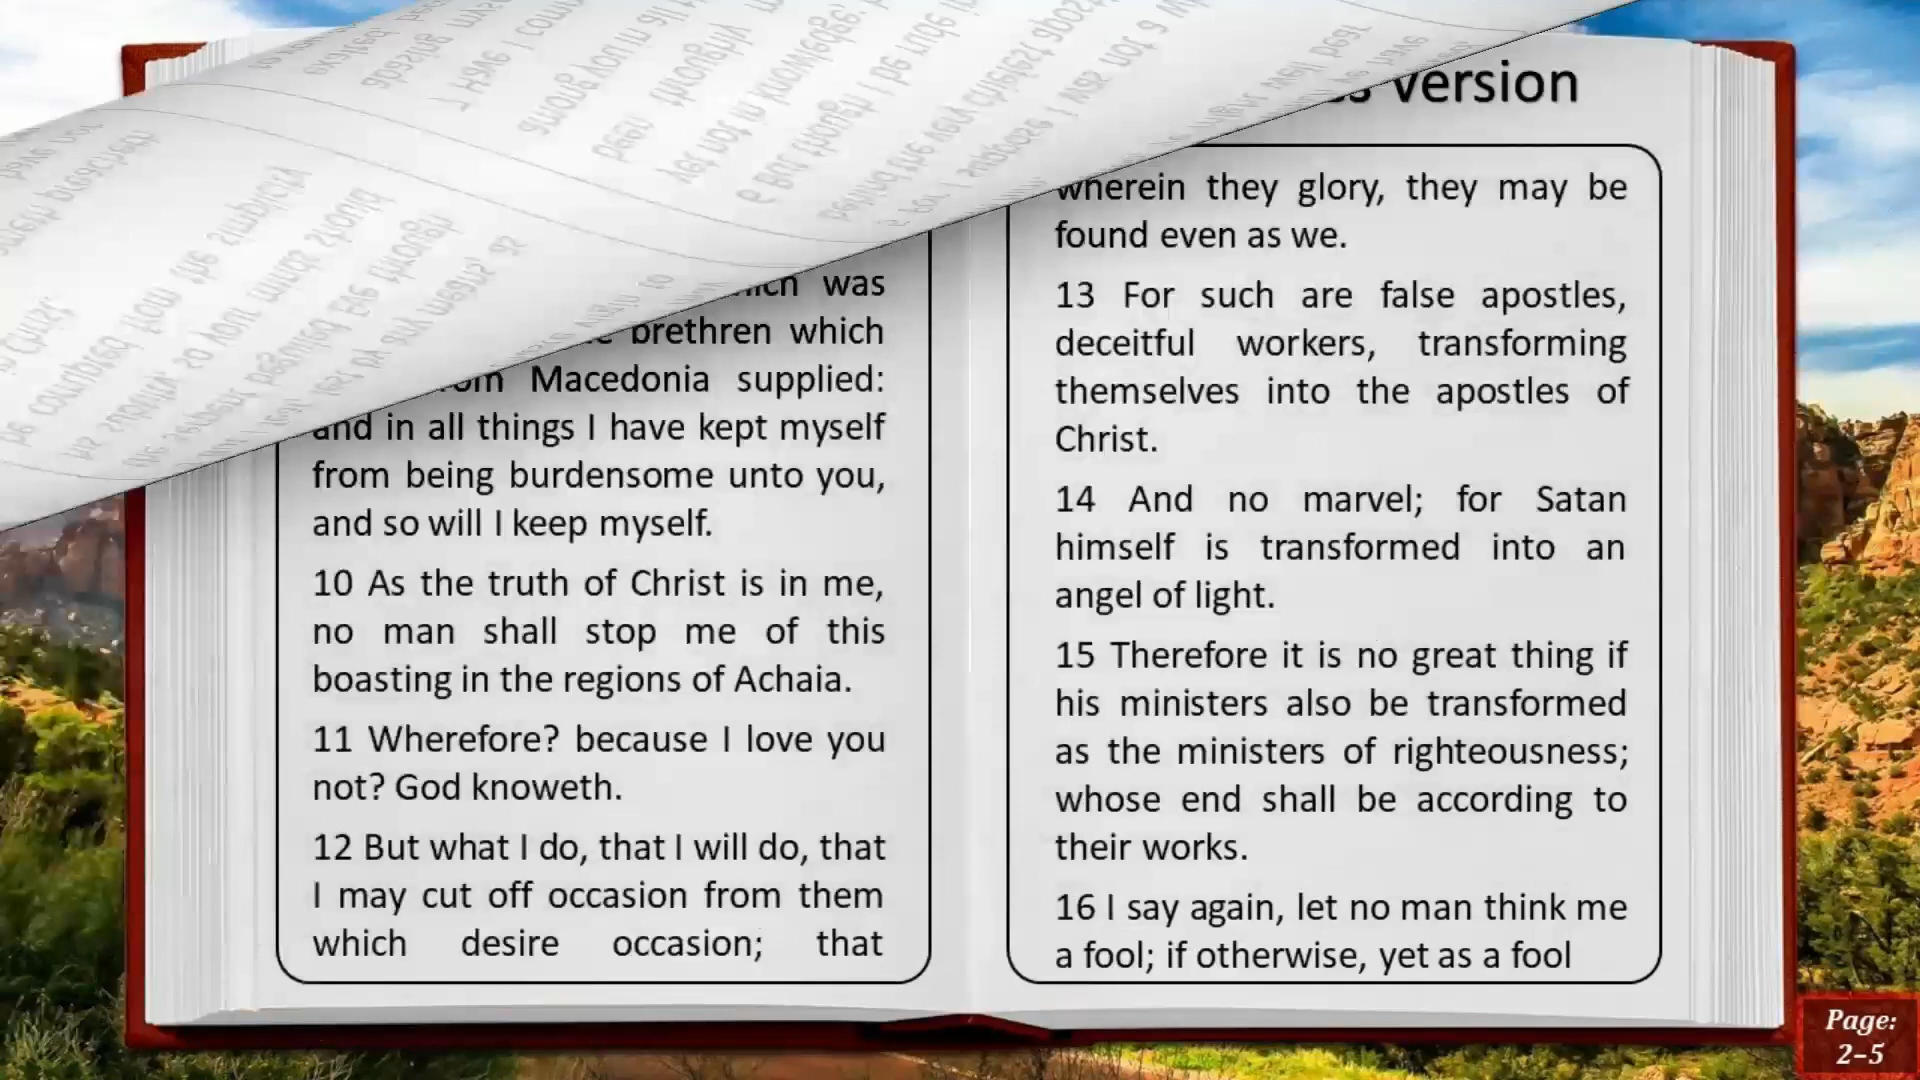 version
was
brethren which
Macedonia supplied:
and in all things I have kept myself
from being burdensome unto you,
and so will I keep myself.
10 As the truth of Christ is in me,
no man shall stop me of this
boasting in the regions of Achaia.
11 Wherefore? because I love you
not? God knoweth.
12 But what I do, that I will do, that
I may cut off occasion from them
which desire occasion; that
wherein they glory, they may be
found even as we.
13 For such are false apostles,
deceitful workers, transforming
themselves into the apostles of
Christ.
14 And no marvel; for Satan
himself is transformed into an
angel of light.
15 Therefore it is no great thing if
his ministers also be transformed
as the ministers of righteousness;
whose end shall be according to
their works.
16 I say again, let no man think me
a fool; if otherwise, yet as a fool
Page:
2–5